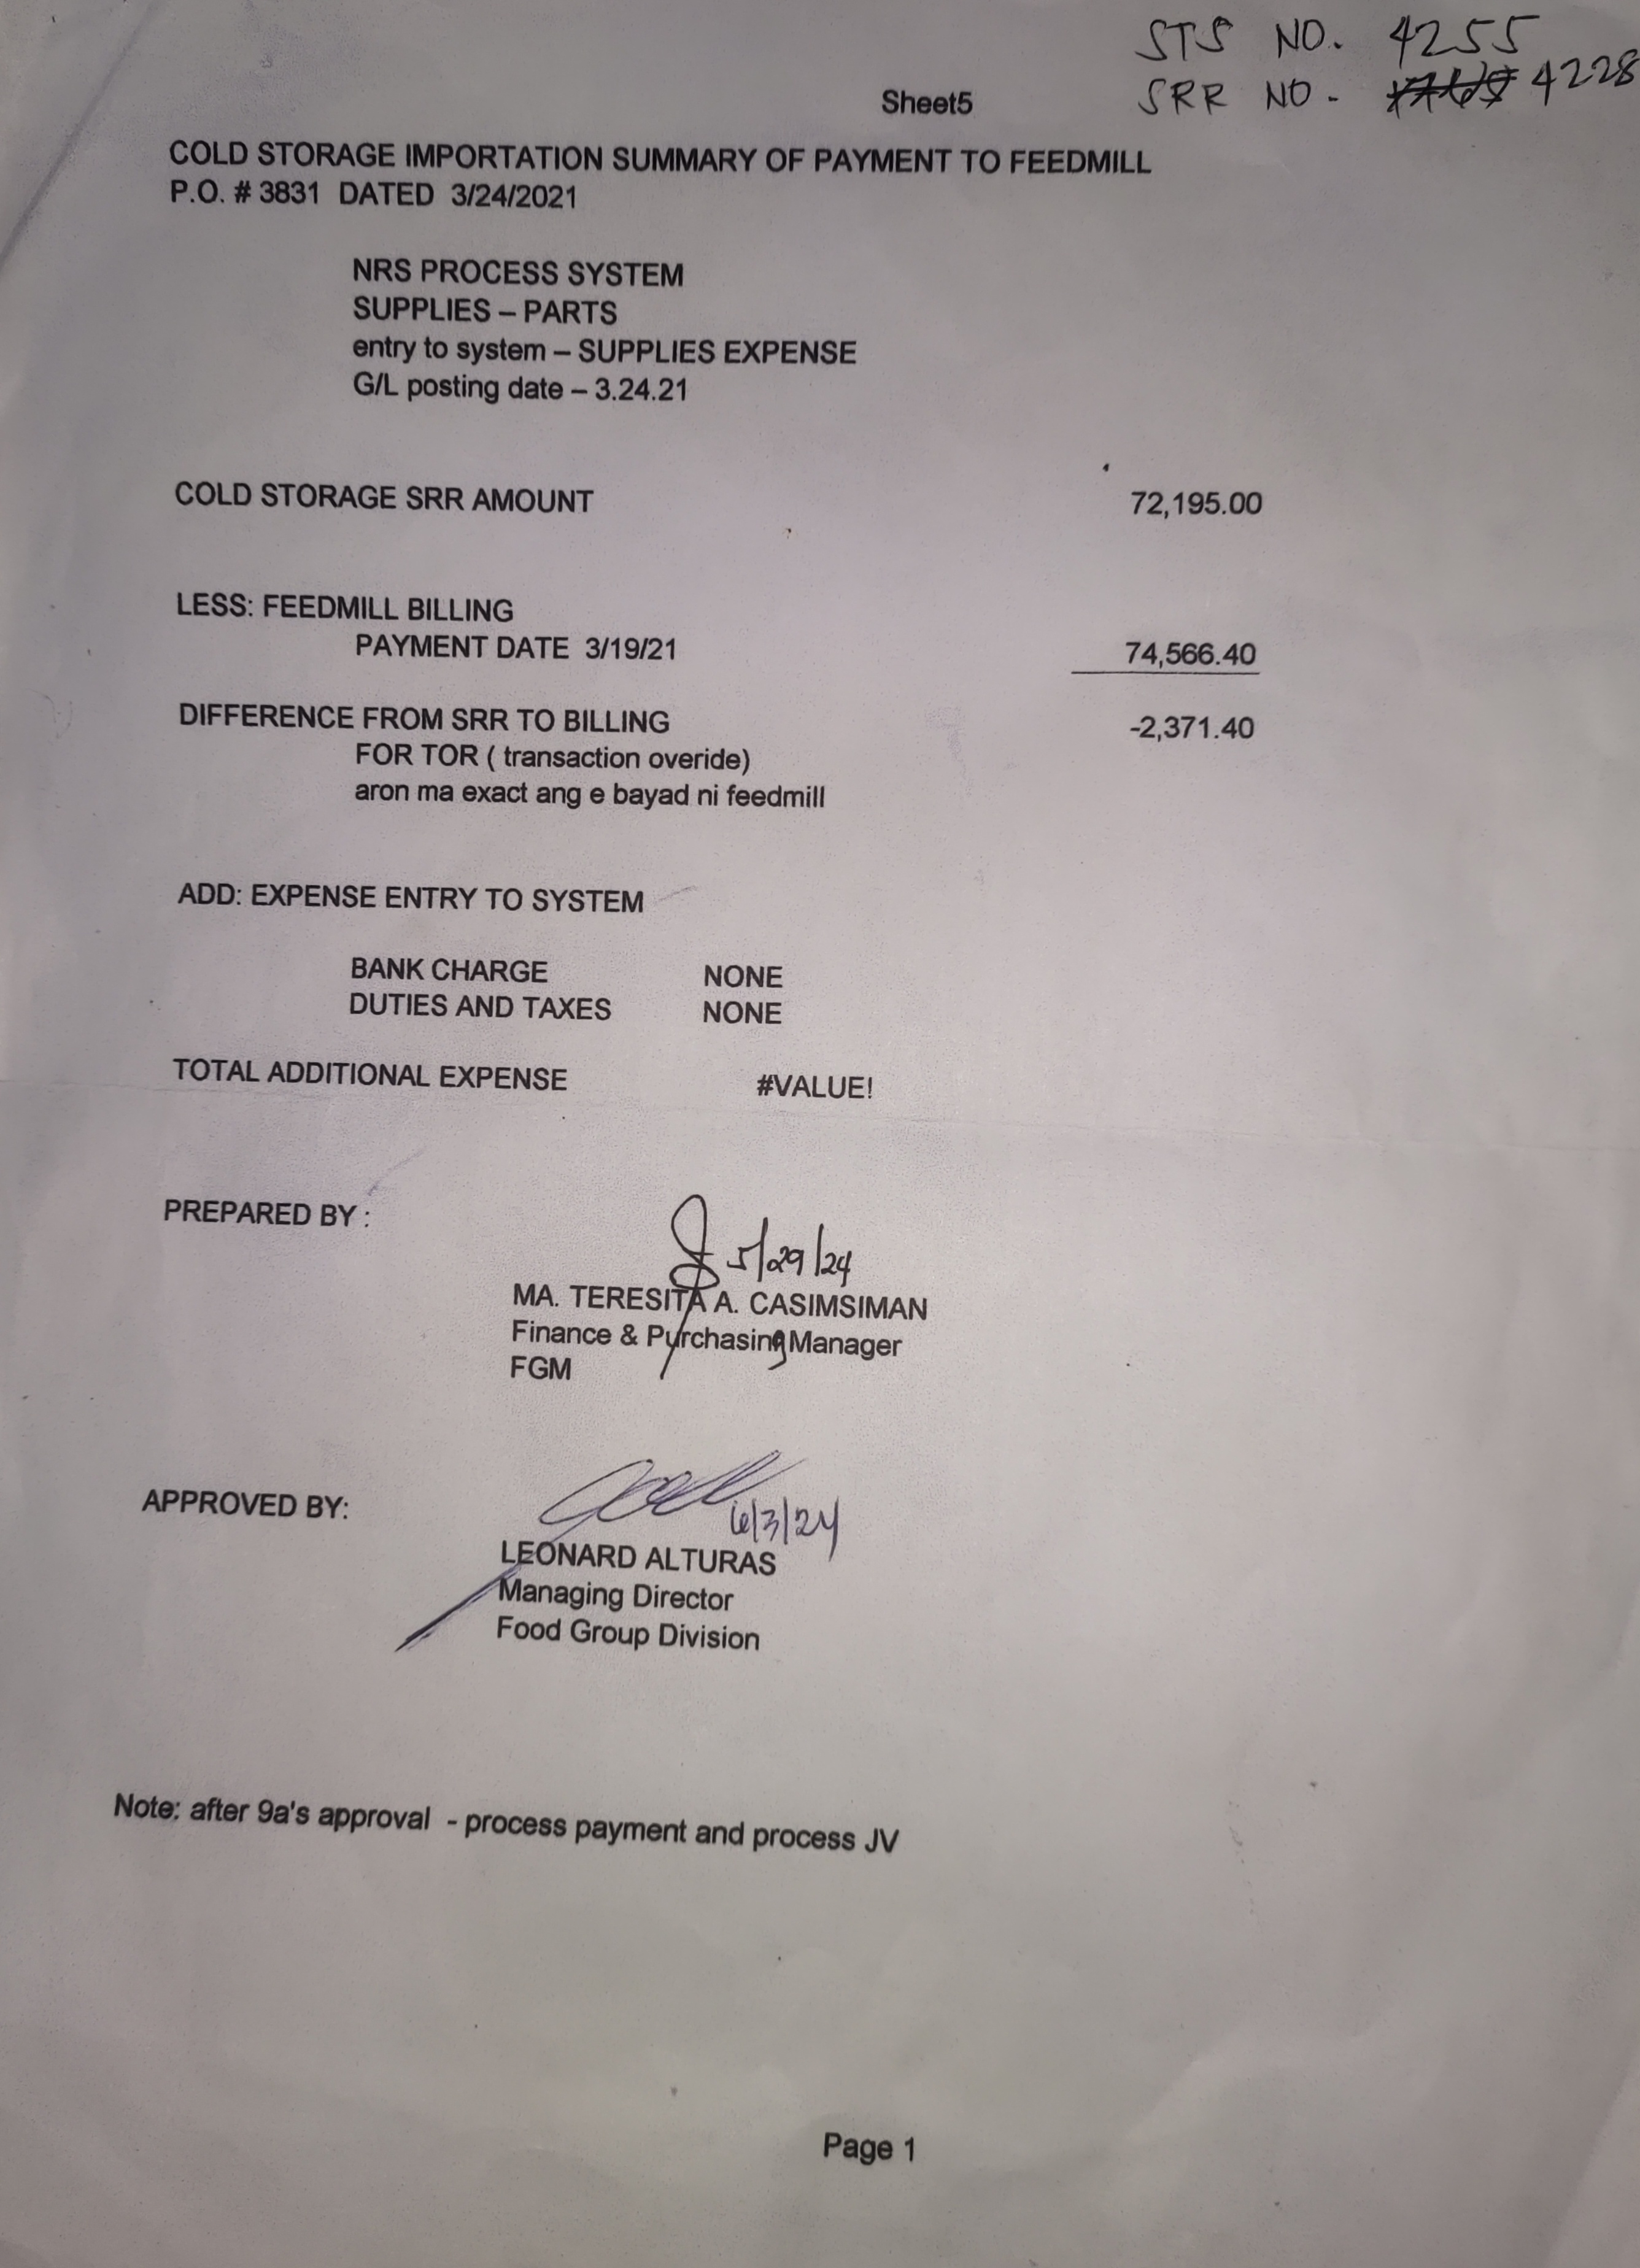 STS NO. 4255
SRR NO. 4228
Sheet5
COLD STORAGE IMPORTATION SUMMARY OF PAYMENT TO FEEDMILL
P.O. # 3831 DATED 3/24/2021
NRS PROCESS SYSTEM
SUPPLIES – PARTS
entry to system – SUPPLIES EXPENSE
G/L posting date – 3.24.21
COLD STORAGE SRR AMOUNT 72,195.00
LESS: FEEDMILL BILLING
PAYMENT DATE 3/19/21 74,566.40
DIFFERENCE FROM SRR TO BILLING -2,371.40
FOR TOR ( transaction overide)
aron ma exact ang e bayad ni feedmill
ADD: EXPENSE ENTRY TO SYSTEM
BANK CHARGE NONE
DUTIES AND TAXES NONE
TOTAL ADDITIONAL EXPENSE #VALUE!
PREPARED BY :
5/29/24
MA. TERESITA A. CASIMSIMAN
Finance & Purchasing Manager
FGM
APPROVED BY:
6/3/24
LEONARD ALTURAS
Managing Director
Food Group Division
Note: after 9a's approval - process payment and process JV
Page 1